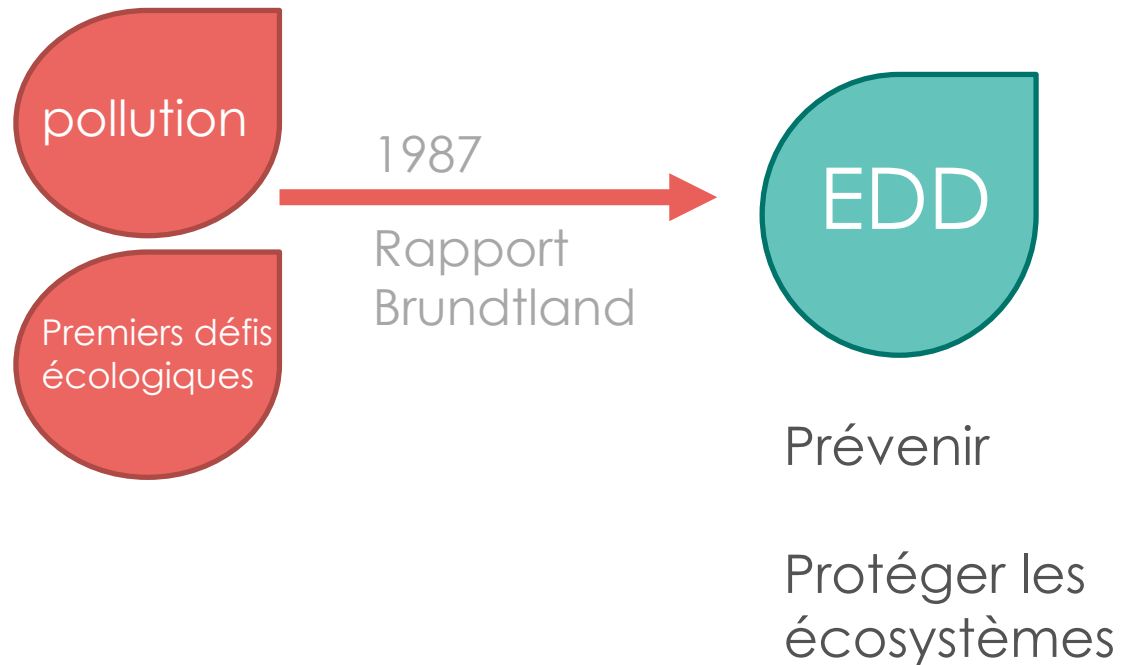 pollution
Premiers défis
écologiques
1987
Rapport
Brundtland
EDD
Prévenir
Protéger les
écosystèmes